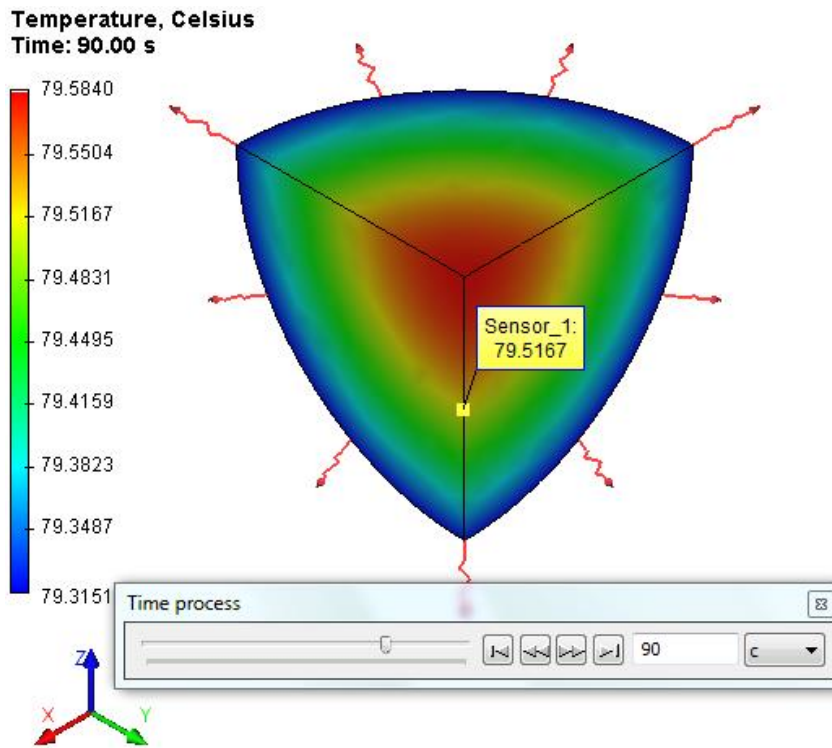 Temperature, Celsius
Time: 90.00 s
79.5840
79.5504
79.5167
79.4831
79.4495
79.4159
79.3823
79.3487
79.3151
Sensor_1:
79.5167
Time process
90
c
Z
X
Y